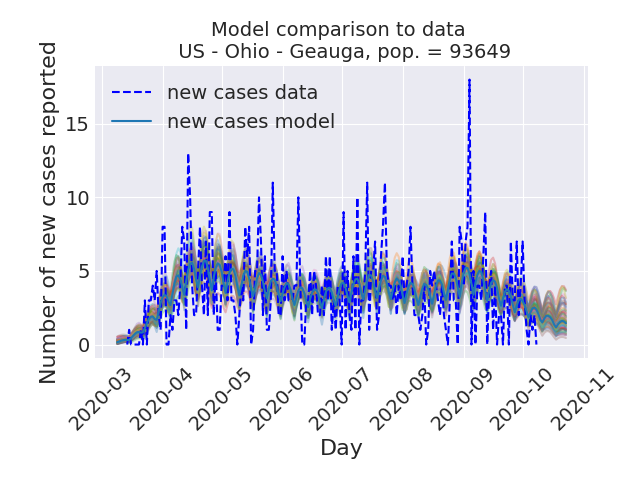 Model comparison to data
US - Ohio - Geauga, pop. = 93649
Number of new cases reported
new cases data
new cases model
15
10
5
0
2020-03
2020-04
2020-05
2020-06
2020-07
2020-08
2020-09
2020-10
2020-11
Day